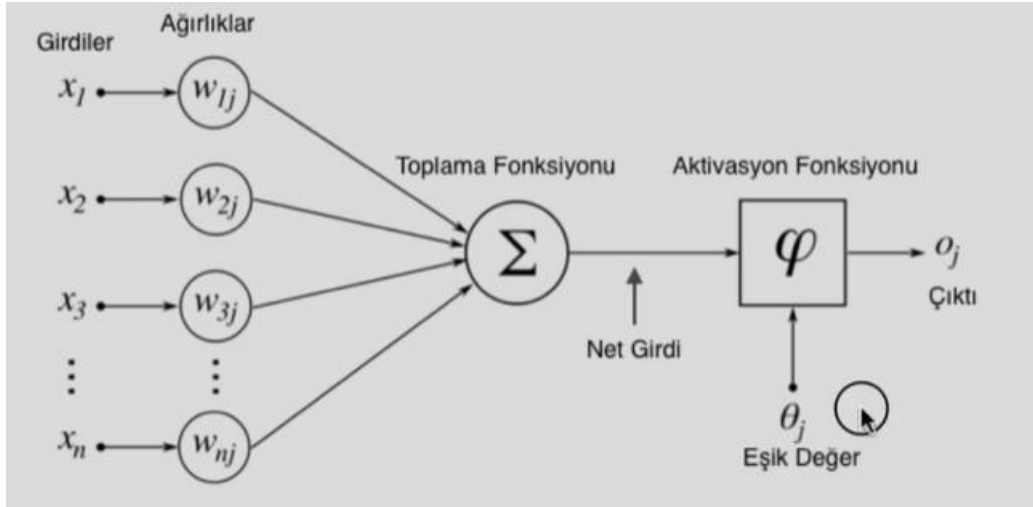 Ağırlıklar
Girdiler
x1
w1j
x2
w2j
x3
w3j
xn
wnj
Toplama Fonksiyonu
Σ
Net Girdi
Aktivasyon Fonksiyonu
φ
oj
Çıktı
θj
Eşik Değer